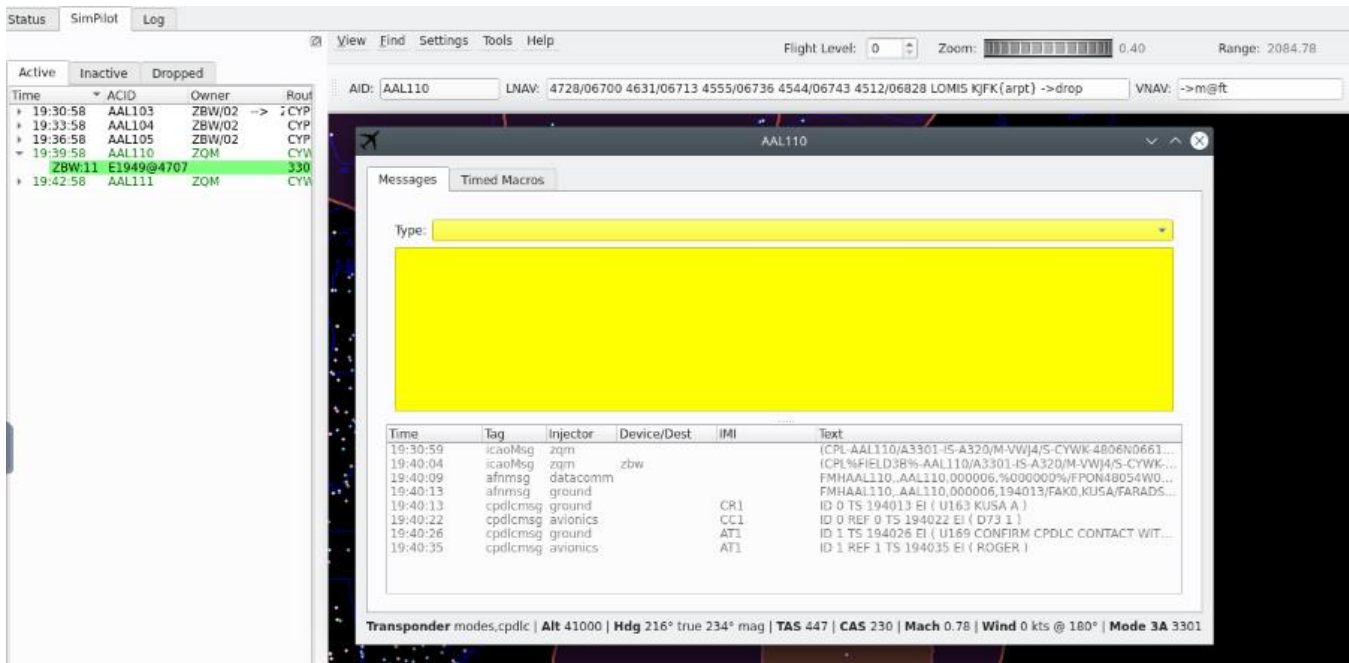 Status SimPilot Log
View Find Settings Tools Help Flight Level: 0 Zoom: 0.40 Range: 2084.78
Active Inactive Dropped
AID: AAL110 LNAV: 4728/06700 4631/06713 4555/06736 4544/06743 4512/06828 LOMIS KJFK{arpt} ->drop VNAV: ->m@ft
Time ACID Owner Rout
19:30:58 AAL103 ZBW/02 --> CYP
19:33:58 AAL104 ZBW/02 CYP
19:36:58 AAL105 ZBW/02 CYP
19:39:58 AAL110 ZQM CYW
ZBW:11 E1949@4707 330
19:42:58 AAL111 ZQM CYW
AAL110
Messages Timed Macros
Type:
Time Tag Injector Device/Dest IMI Text
19:30:59 icaoMsg zqm (CPL-AAL110/A3301-IS-A320/M-VWJ4/S-CYWK-4806N0661...
19:40:04 icaoMsg zqm zbw (CPL%FIELD3B%-AAL110/A3301-IS-A320/M-VWJ4/S-CYWK-...
19:40:09 afnmsg datacomm FMHAAL110,.AAL110,000006,%000000%/FPON48054W0...
19:40:13 afnmsg ground FMHAAL110,.AAL110,000006,194013/FAK0,KUSA/FARADS...
19:40:13 cpdlcmsg ground CR1 ID 0 TS 194013 EI ( U163 KUSA A )
19:40:22 cpdlcmsg avionics CC1 ID 0 REF 0 TS 194022 EI ( D73 1 )
19:40:26 cpdlcmsg ground AT1 ID 1 TS 194026 EI ( U169 CONFIRM CPDLC CONTACT WIT...
19:40:35 cpdlcmsg avionics AT1 ID 1 REF 1 TS 194035 EI ( ROGER )
Transponder modes,cpdlc | Alt 41000 | Hdg 216° true 234° mag | TAS 447 | CAS 230 | Mach 0.78 | Wind 0 kts @ 180° | Mode 3A 3301